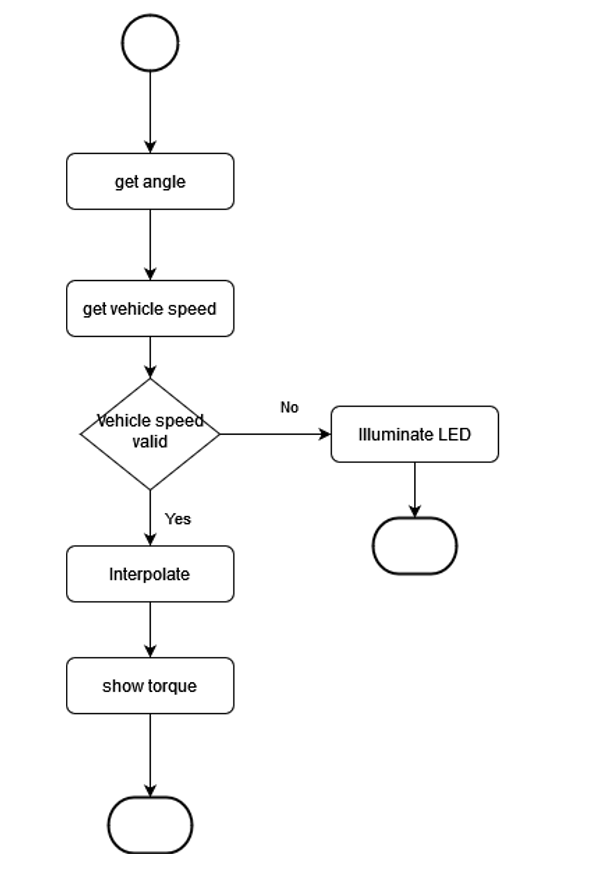 get angle
get vehicle speed
Vehicle speed
valid
No
Illuminate LED
Yes
Interpolate
show torque